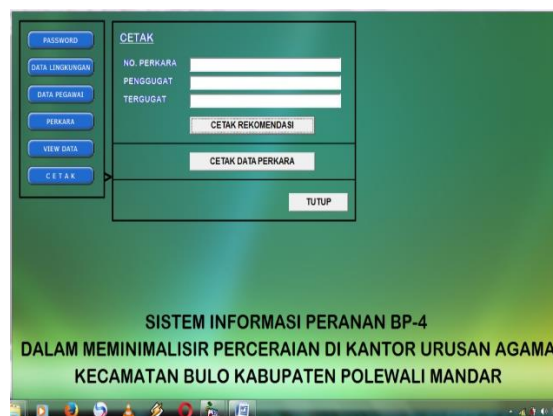 PASSWORD
DATA LINGKUNGAN
DATA PEGAWAI
PERKARA
VIEW DATA
CETAK
CETAK
NO. PERKARA
PENGGUGAT
TERGUGAT
CETAK REKOMENDASI
CETAK DATA PERKARA
TUTUP
SISTEM INFORMASI PERANAN BP-4
DALAM MEMINIMALISIR PERCERAIAN DI KANTOR URUSAN AGAMA
KECAMATAN BULO KABUPATEN POLEWALI MANDAR